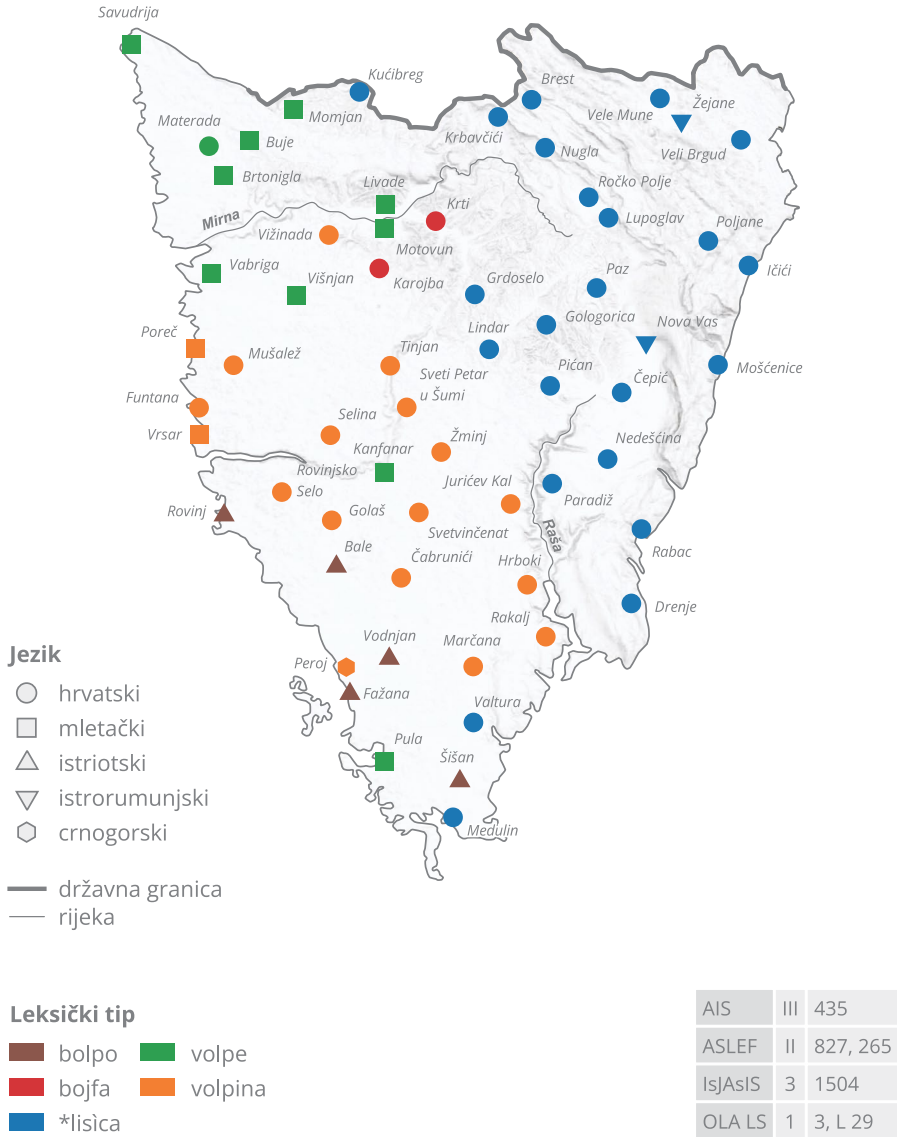 Savudrija
Kućibreg
Brest
Vele Mune
Žejane
Momjan
Materada
Buje
Krbavčići
Nugla
Veli Brgud
Brtonigla
Livade
Ročko Polje
Krti
Lupoglav
Poljane
Mirna
Vižinada
Motovun
Vabriga
Višnjan
Karojba
Grdoselo
Paz
Ičići
Gologorica
Nova Vas
Poreč
Lindar
Mušalež
Tinjan
Pićan
Čepić
Mošćenice
Sveti Petar
u Šumi
Funtana
Selina
Vrsar
Žminj
Nedešćina
Kanfanar
Rovinjsko
Selo
Jurićev Kal
Paradiž
Rovinj
Golaš
Svetvinčenat
Raša
Rabac
Bale
Čabrunići
Hrboki
Drenje
Rakalj
Vodnjan
Marčana
Peroj
Fažana
Valtura
Pula
Šišan
Medulin
Jezik
hrvatski
mletački
istriotski
istrorumunjski
crnogorski
državna granica
rijeka
Leksički tip
bolpo
volpe
bojfa
volpina
*lisìca
AIS III 435
ASLEF II 827, 265
IsJAsIS 3 1504
OLA LS 1 3, L 29